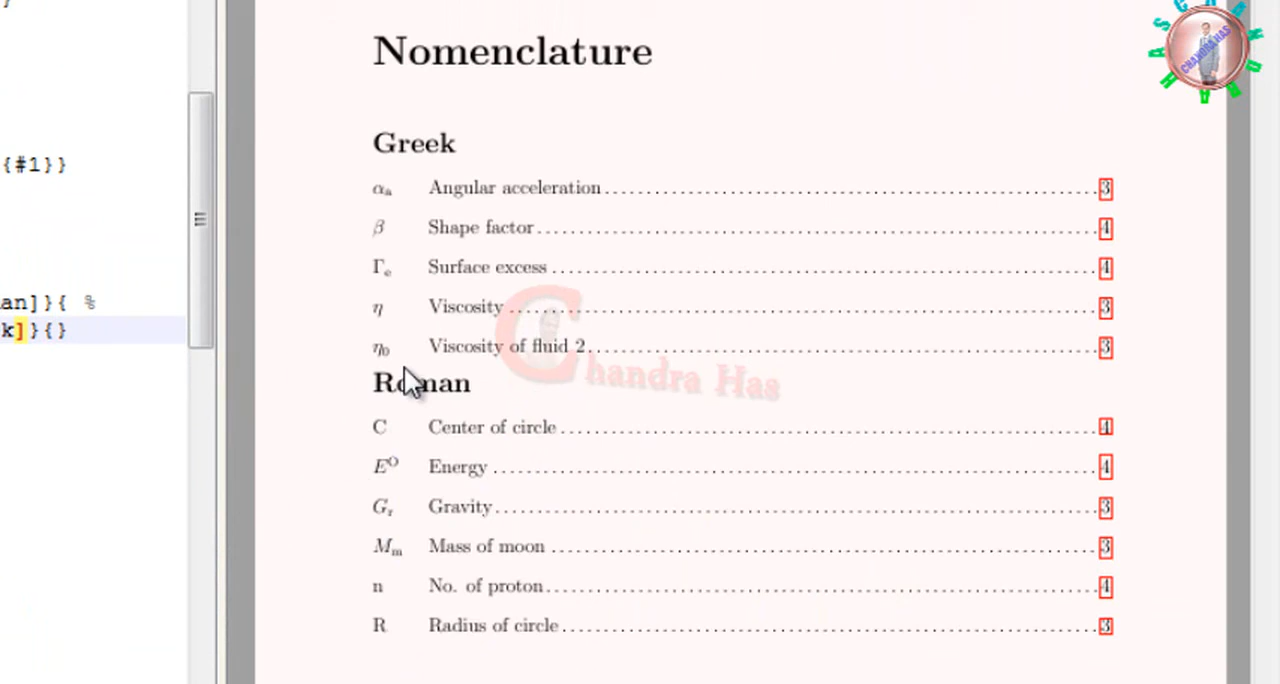 }
{#1}}
an]}{ %
k]}{}
Nomenclature
Greek
αₐ Angular acceleration 3
β Shape factor 4
Γₑ Surface excess 4
η Viscosity 3
η₀ Viscosity of fluid 2 3
Roman
C Center of circle 4
E^O Energy 4
Gᵣ Gravity 3
Mₘ Mass of moon 3
n No. of proton 4
R Radius of circle 3
Chandra Has
CHANDRA HAS